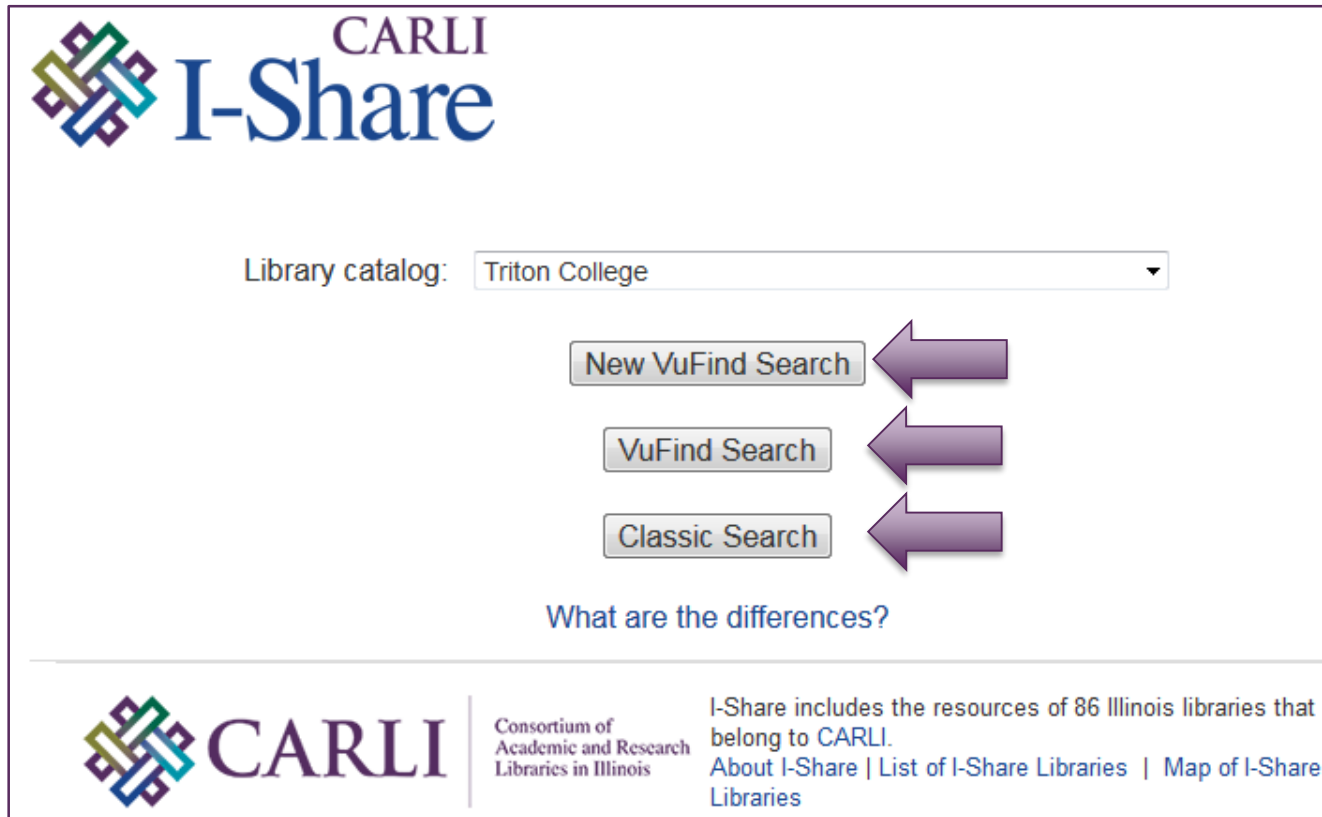 CARLI
I-Share
Library catalog: Triton College
New VuFind Search
VuFind Search
Classic Search
What are the differences?
CARLI
Consortium of
Academic and Research
Libraries in Illinois
I-Share includes the resources of 86 Illinois libraries that
belong to CARLI.
About I-Share | List of I-Share Libraries | Map of I-Share
Libraries